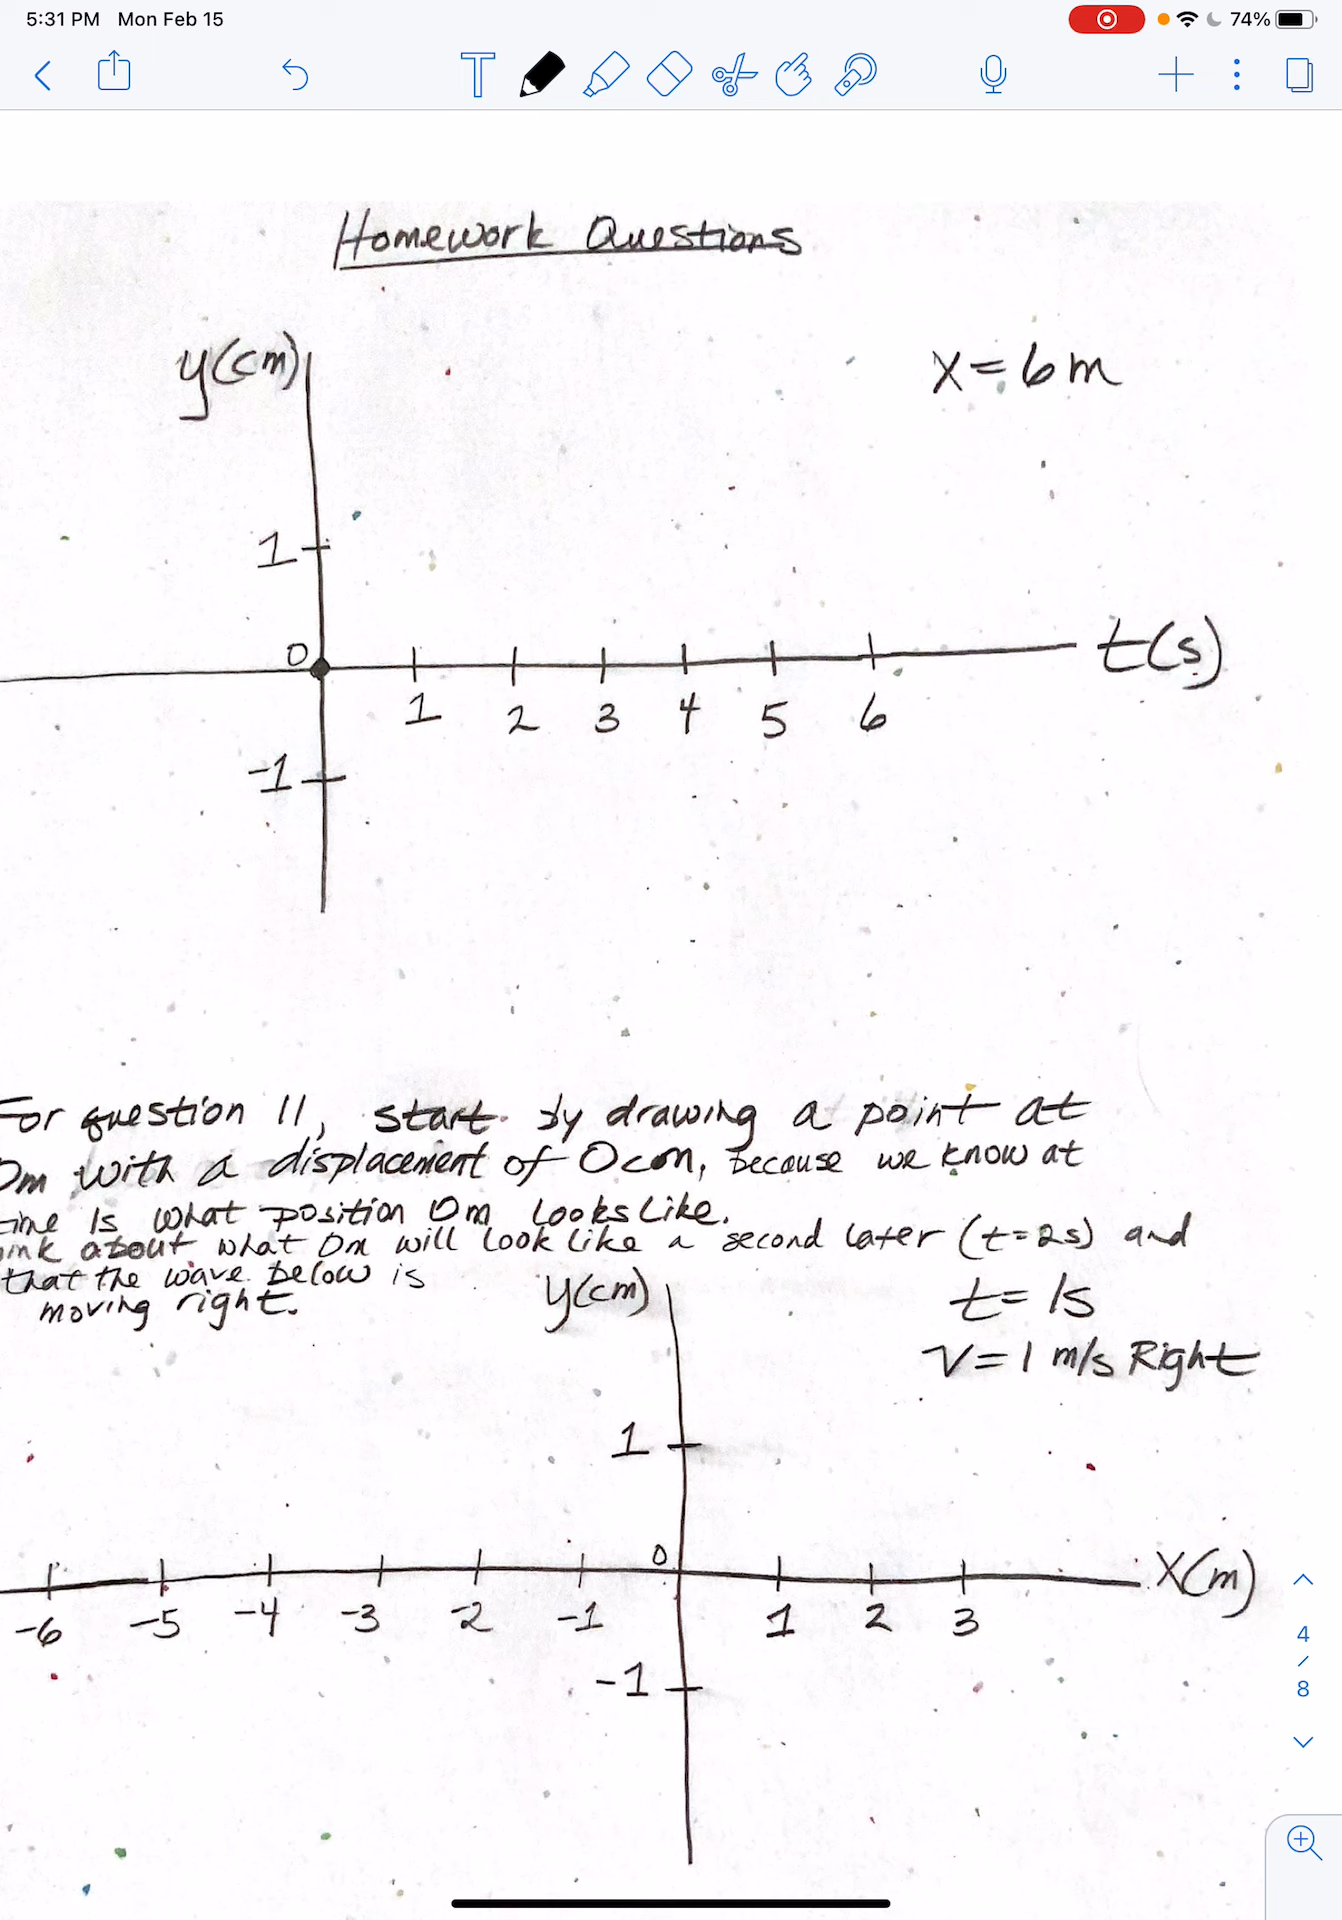 5:31 PM Mon Feb 15
74%
T
Homework Questions
y(cm)
x=6m
1
0
t(s)
1 2 3 4 5 6
-1
For question 11, start by drawing a point at
0m with a displacement of 0cm, because we know at
time 1s what position 0m looks like.
about what 0m will look like a second later (t=2s) and
that the wave below is
moving right.
y(cm)
t=1s
V=1 m/s Right
1
0
X(m)
-6 -5 -4 -3 -2 -1 1 2 3
-1
4
/
8